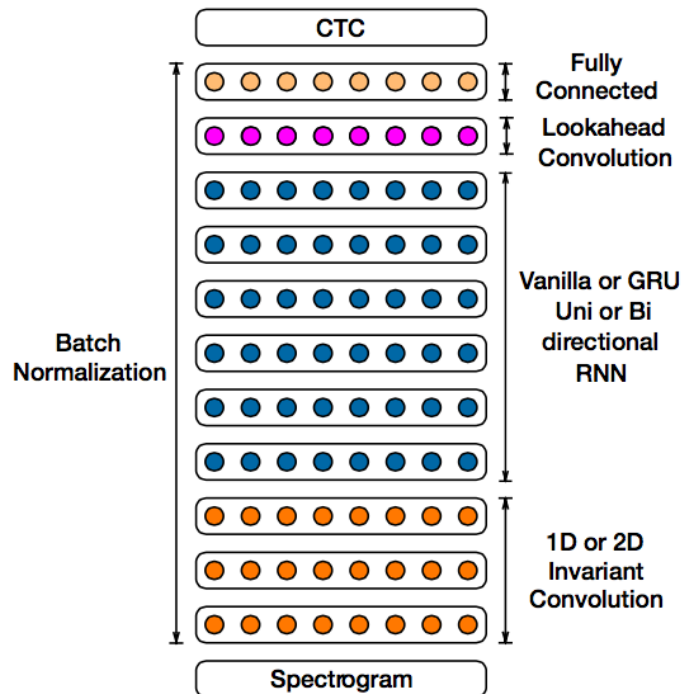 CTC
Fully
Connected
Lookahead
Convolution
Vanilla or GRU
Uni or Bi
directional
RNN
Batch
Normalization
1D or 2D
Invariant
Convolution
Spectrogram